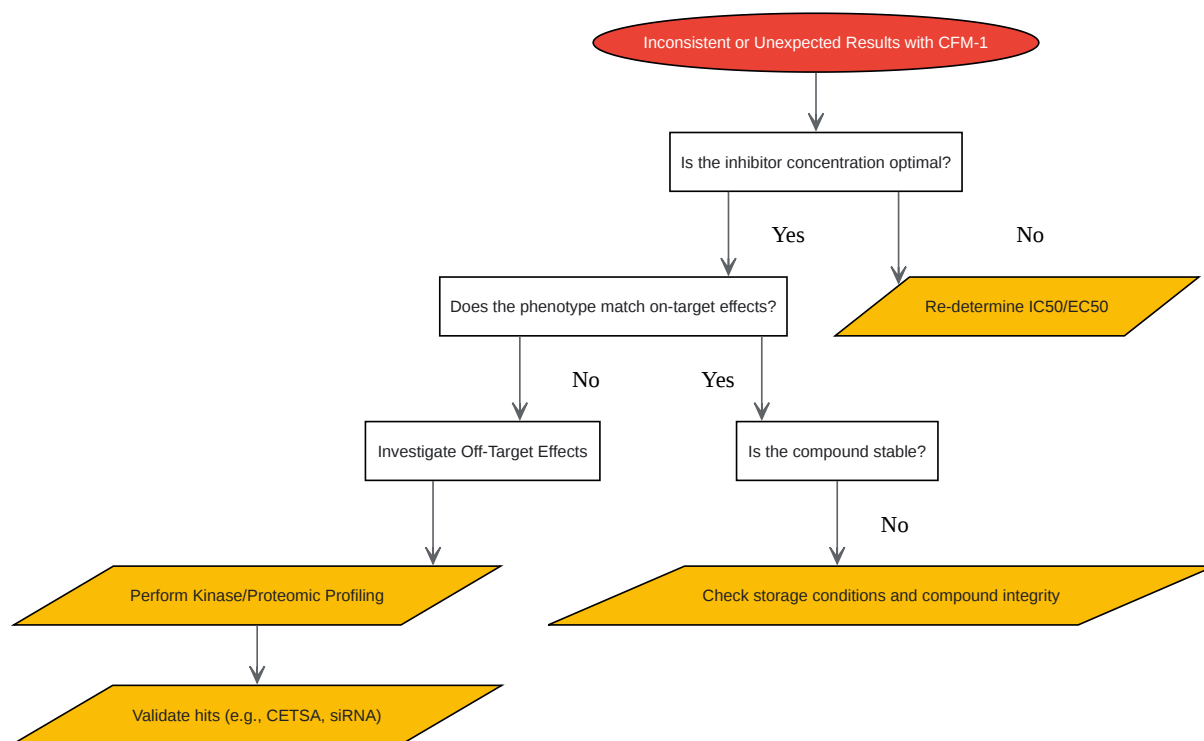 Inconsistent or Unexpected Results with CFM-1
Is the inhibitor concentration optimal?
Yes
No
Does the phenotype match on-target effects?
Re-determine IC50/EC50
No
Yes
Investigate Off-Target Effects
Is the compound stable?
No
Perform Kinase/Proteomic Profiling
Check storage conditions and compound integrity
Validate hits (e.g., CETSA, siRNA)